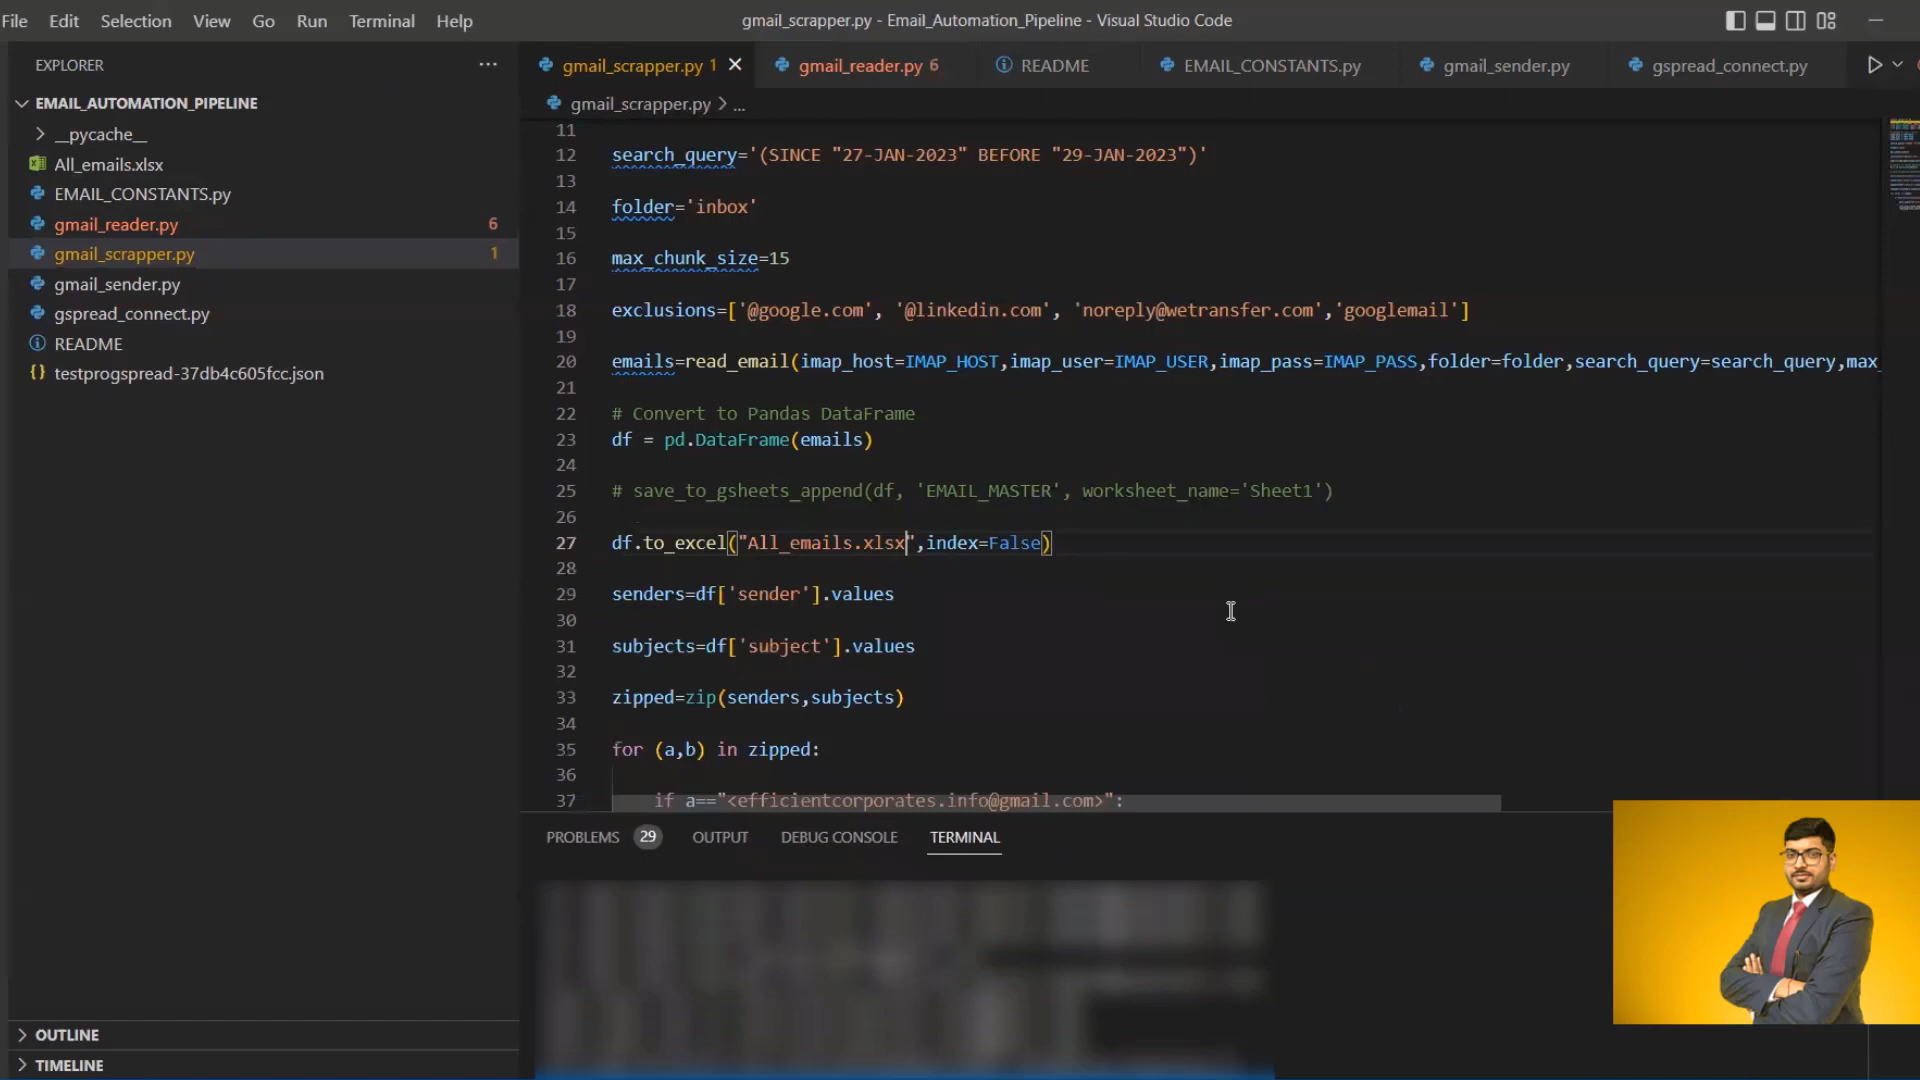 File Edit Selection View Go Run Terminal Help
gmail_scrapper.py - Email_Automation_Pipeline - Visual Studio Code
EXPLORER
EMAIL_AUTOMATION_PIPELINE
__pycache__
All_emails.xlsx
EMAIL_CONSTANTS.py
gmail_reader.py 6
gmail_scrapper.py 1
gmail_sender.py
gspread_connect.py
README
testprogspread-37db4c605fcc.json
OUTLINE
TIMELINE
gmail_scrapper.py 1 gmail_reader.py 6 README EMAIL_CONSTANTS.py gmail_sender.py gspread_connect.py
gmail_scrapper.py > ...
11
12 search_query='(SINCE "27-JAN-2023" BEFORE "29-JAN-2023")'
13
14 folder='inbox'
15
16 max_chunk_size=15
17
18 exclusions=['@google.com', '@linkedin.com', 'noreply@wetransfer.com','googlemail']
19
20 emails=read_email(imap_host=IMAP_HOST,imap_user=IMAP_USER,imap_pass=IMAP_PASS,folder=folder,search_query=search_query,max_
21
22 # Convert to Pandas DataFrame
23 df = pd.DataFrame(emails)
24
25 # save_to_gsheets_append(df, 'EMAIL_MASTER', worksheet_name='Sheet1')
26
27 df.to_excel("All_emails.xlsx",index=False)
28
29 senders=df['sender'].values
30
31 subjects=df['subject'].values
32
33 zipped=zip(senders,subjects)
34
35 for (a,b) in zipped:
36
37 if a=="<efficientcorporates.info@gmail.com>":
PROBLEMS 29 OUTPUT DEBUG CONSOLE TERMINAL